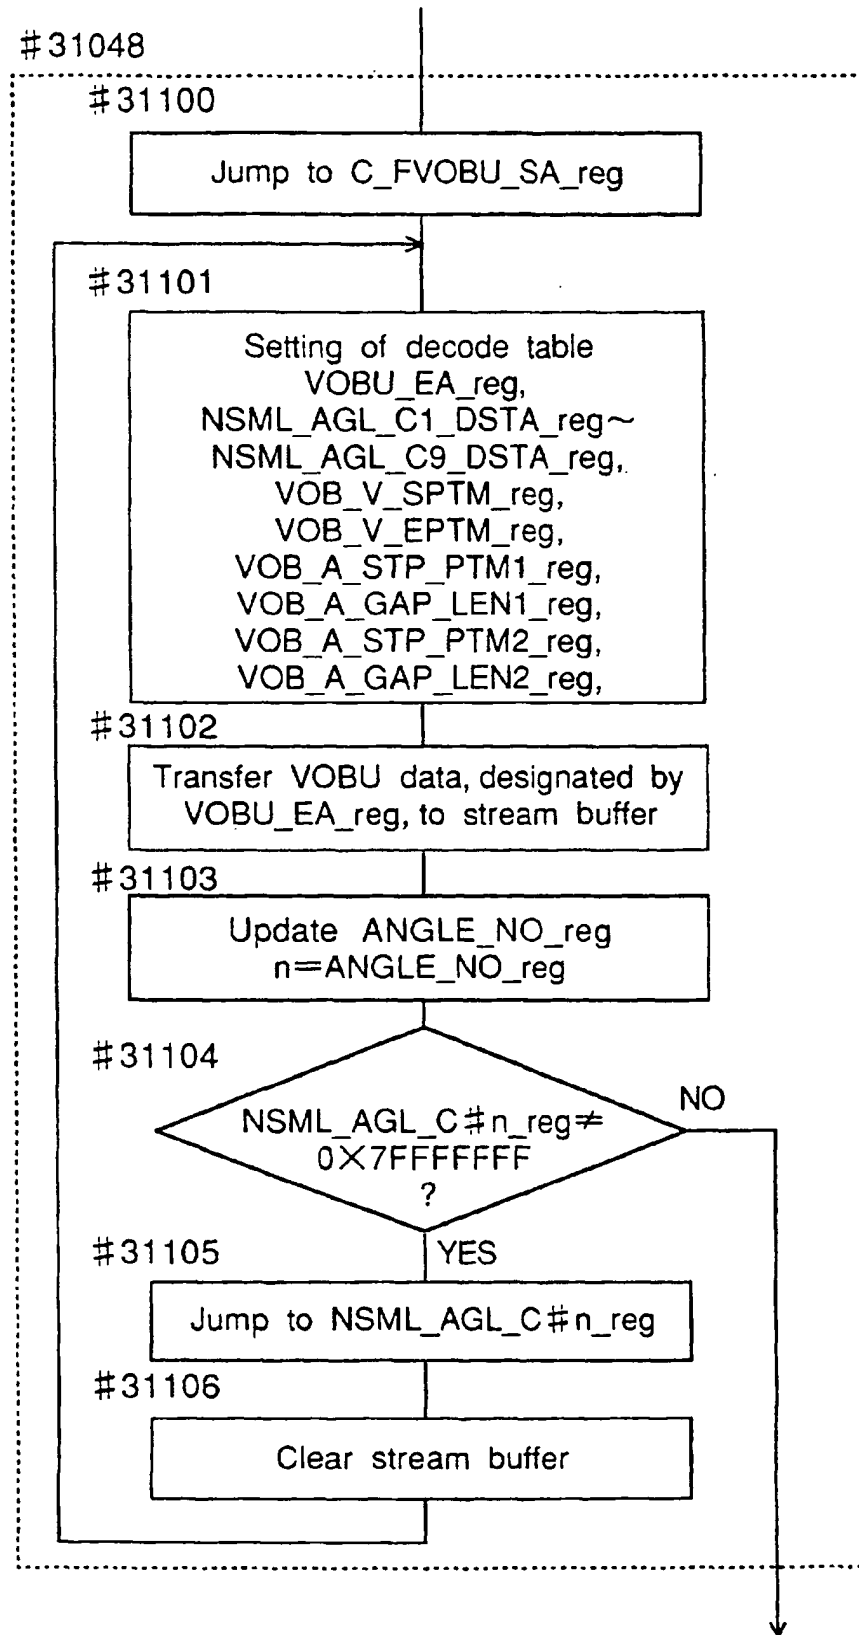 #31048
#31100
Jump to C_FVOBU_SA_reg
#31101
Setting of decode table
VOBU_EA_reg,
NSML_AGL_C1_DSTA_reg~
NSML_AGL_C9_DSTA_reg,
VOB_V_SPTM_reg,
VOB_V_EPTM_reg,
VOB_A_STP_PTM1_reg,
VOB_A_GAP_LEN1_reg,
VOB_A_STP_PTM2_reg,
VOB_A_GAP_LEN2_reg,
#31102
Transfer VOBU data, designated by
VOBU_EA_reg, to stream buffer
#31103
Update ANGLE_NO_reg
n=ANGLE_NO_reg
#31104
NO
NSML_AGL_C#n_reg≠
0X7FFFFFFF
?
#31105
YES
Jump to NSML_AGL_C#n_reg
#31106
Clear stream buffer